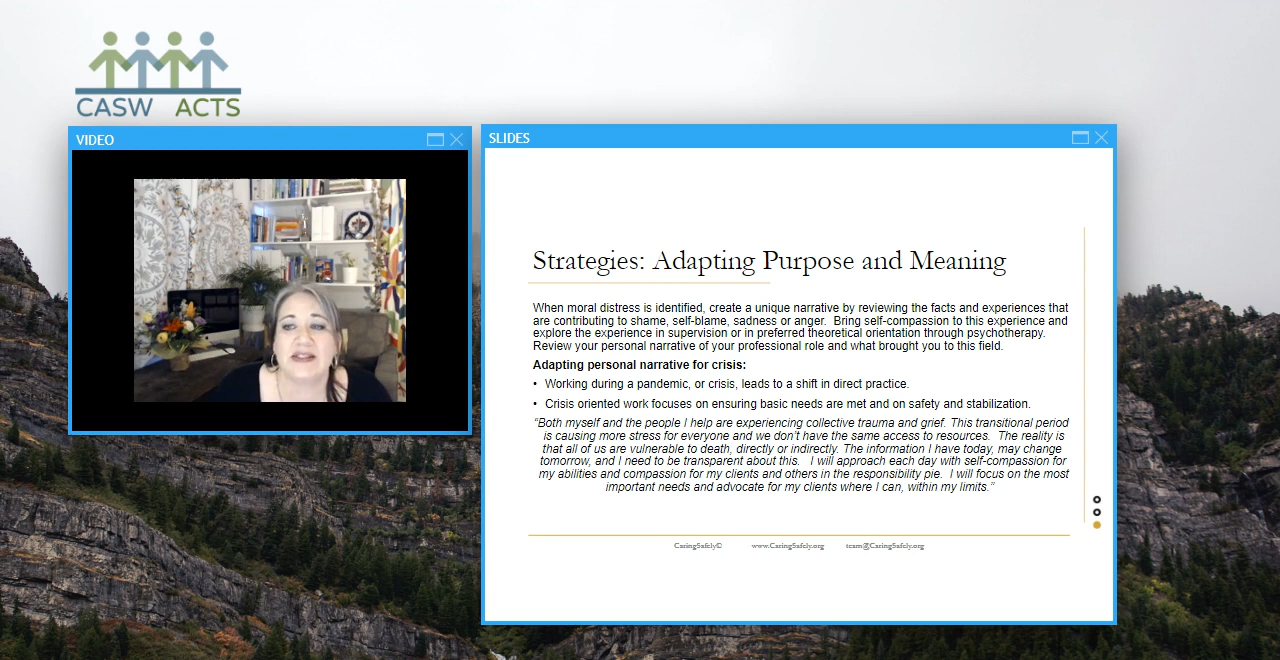 CASW ACTS
VIDEO
SLIDES
Strategies: Adapting Purpose and Meaning
When moral distress is identified, create a unique narrative by reviewing the facts and experiences that
are contributing to shame, self-blame, sadness or anger.  Bring self-compassion to this experience and
explore the experience in supervision or in preferred theoretical orientation through psychotherapy.
Review your personal narrative of your professional role and what brought you to this field.
Adapting personal narrative for crisis:
• Working during a pandemic, or crisis, leads to a shift in direct practice.
• Crisis oriented work focuses on ensuring basic needs are met and on safety and stabilization.
"Both myself and the people I help are experiencing collective trauma and grief. This transitional period
is causing more stress for everyone and we don't have the same access to resources.  The reality is
that all of us are vulnerable to death, directly or indirectly. The information I have today, may change
tomorrow, and I need to be transparent about this.   I will approach each day with self-compassion for
my abilities and compassion for my clients and others in the responsibility pie.  I will focus on the most
important needs and advocate for my clients where I can, within my limits."
CaringSafely© www.CaringSafely.org team@CaringSafely.org